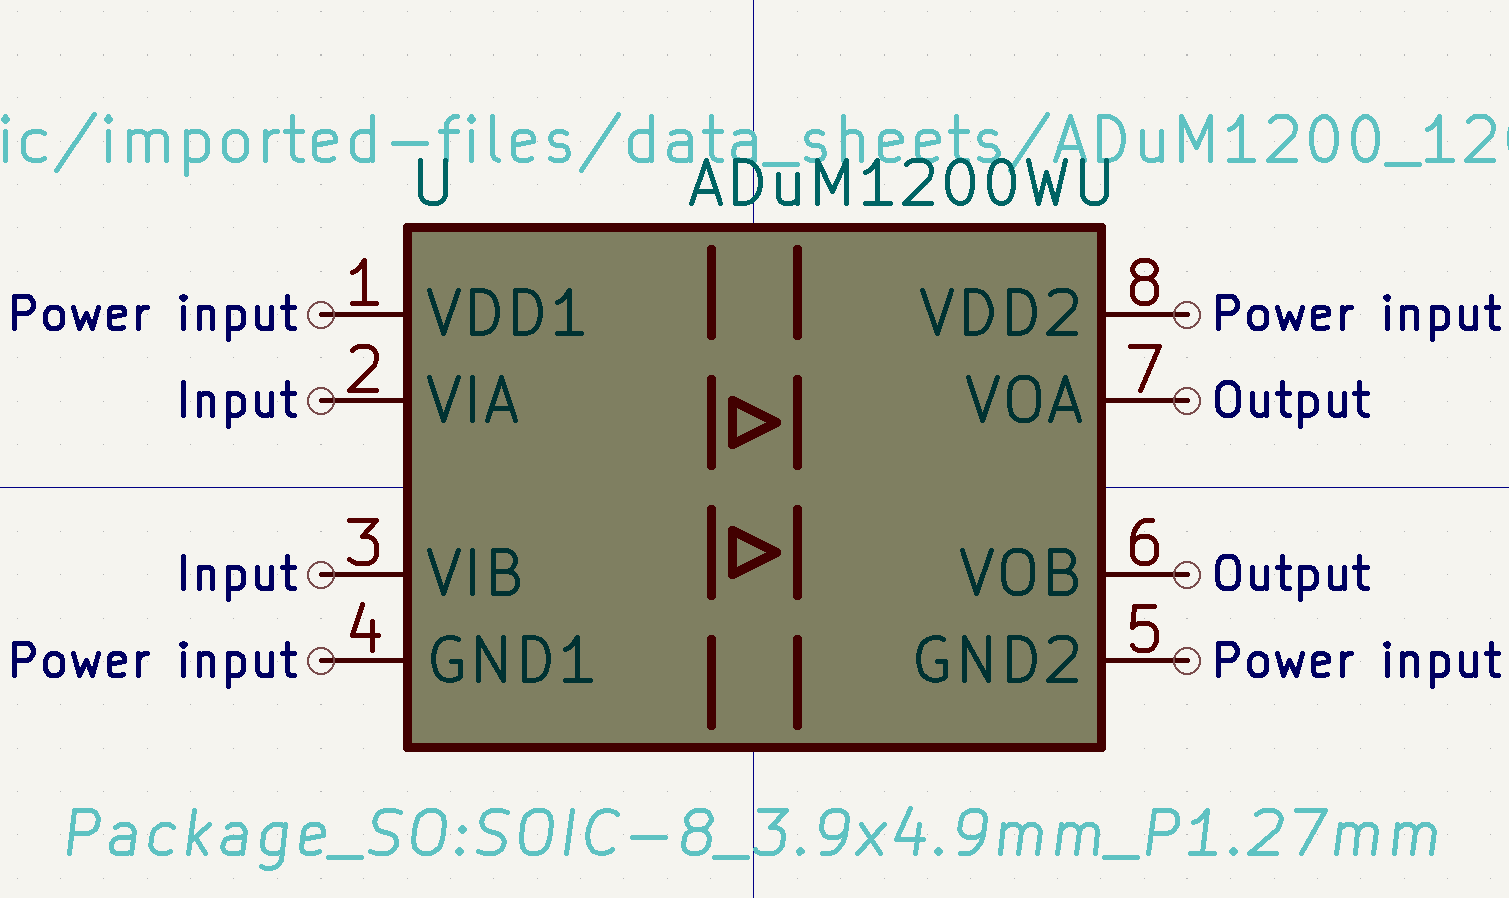 ic/imported-files/data_sheets/ADuM1200_12
U ADuM1200WU
Power input 1 VDD1 VDD2 8 Power input
Input 2 VIA VOA 7 Output
Input 3 VIB VOB 6 Output
Power input 4 GND1 GND2 5 Power input
Package_SO:SOIC-8_3.9x4.9mm_P1.27mm